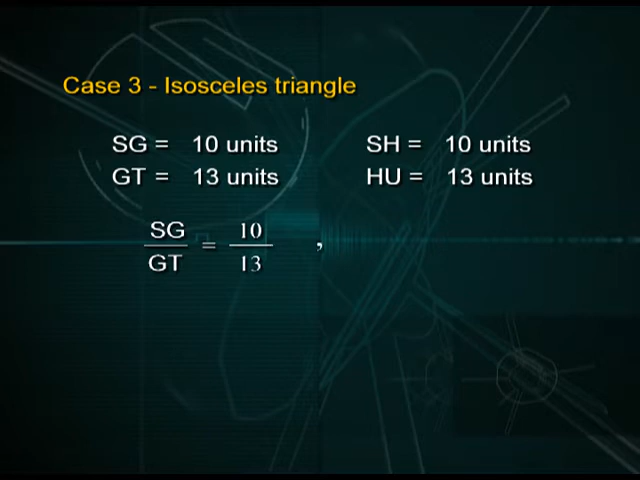 Case 3 - Isosceles triangle
SG = 10 units SH = 10 units
GT = 13 units HU = 13 units
SG/GT = 10/13 ,